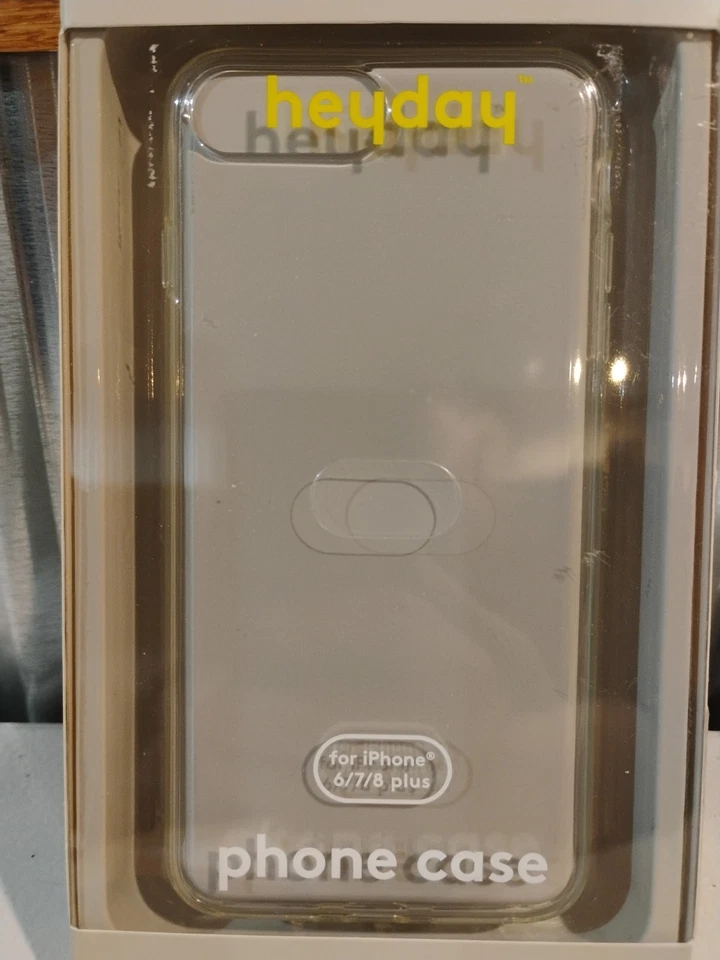 heyday™
for iPhone®
6/7/8 plus
phone case